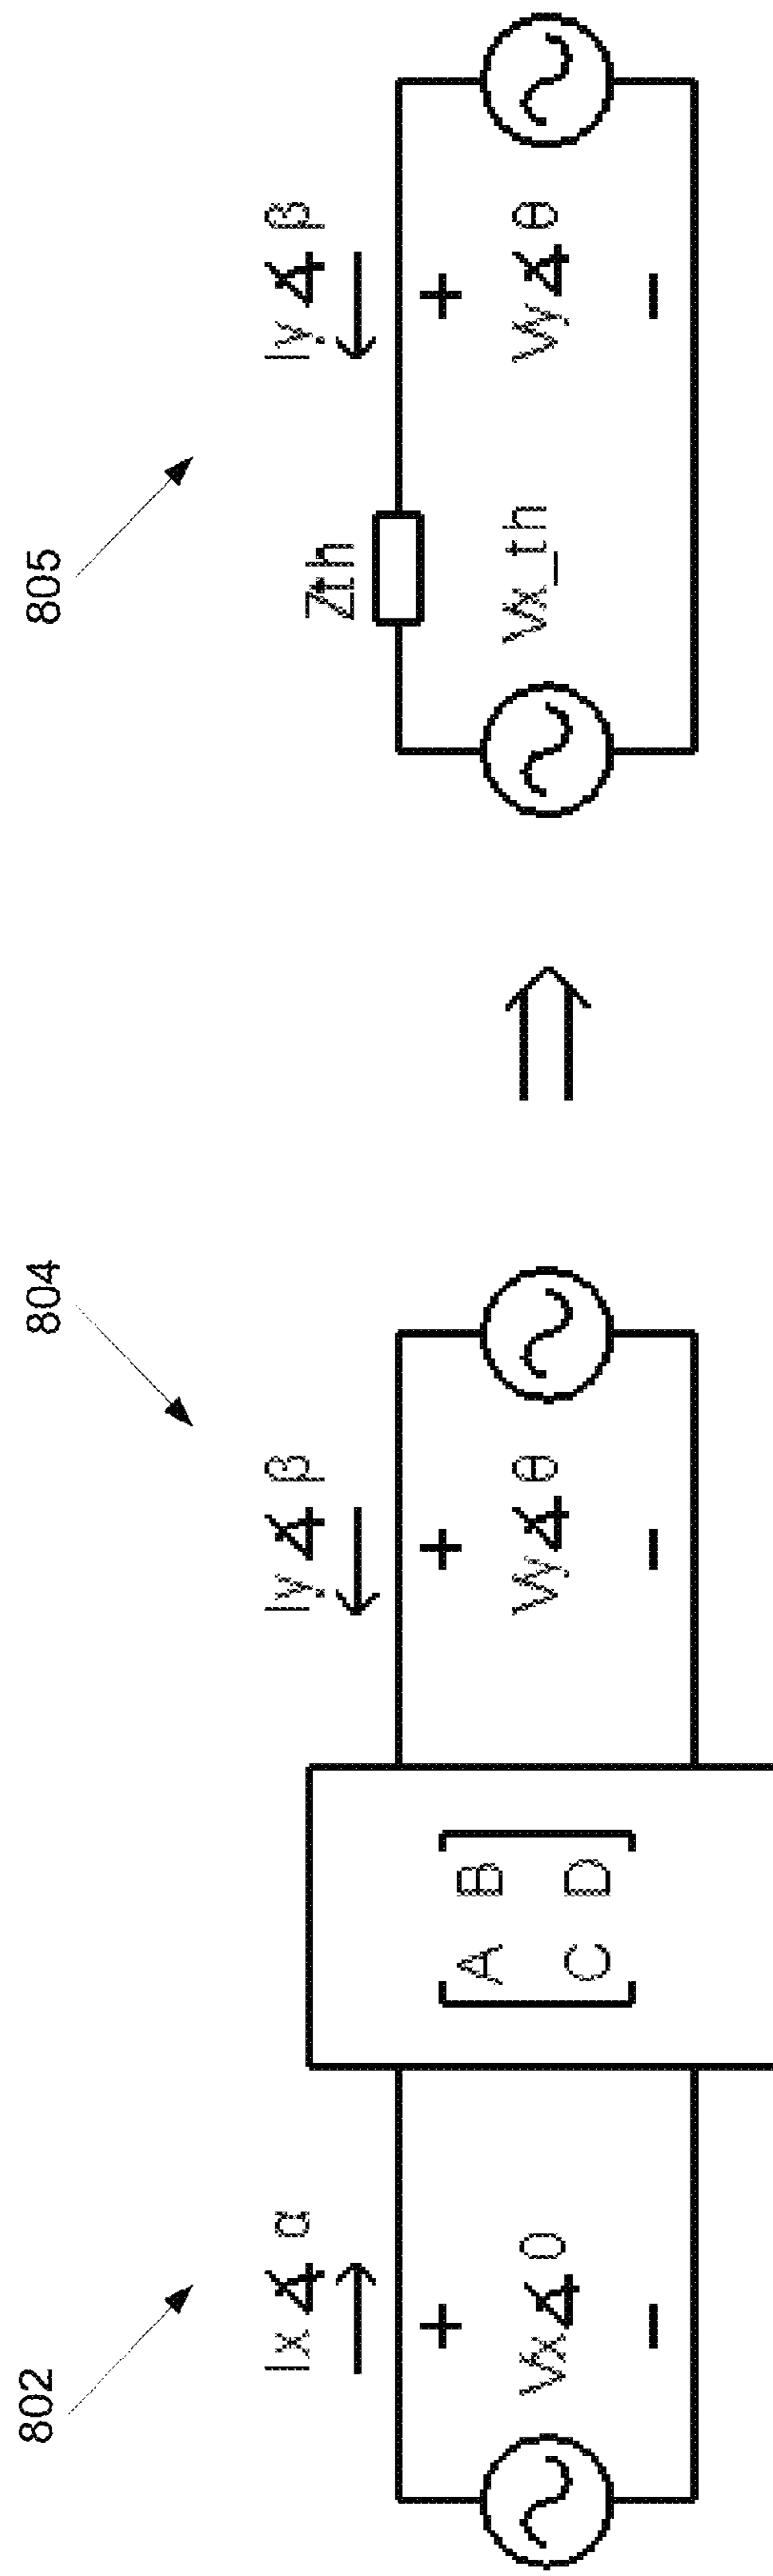 802
804
805
Ix∡α
Iy∡β
Iy∡β
Zth
+
+
+
[A B
C D]
Vx∡0
Vy∡θ
Vx_th
Vy∡θ
−
−
−